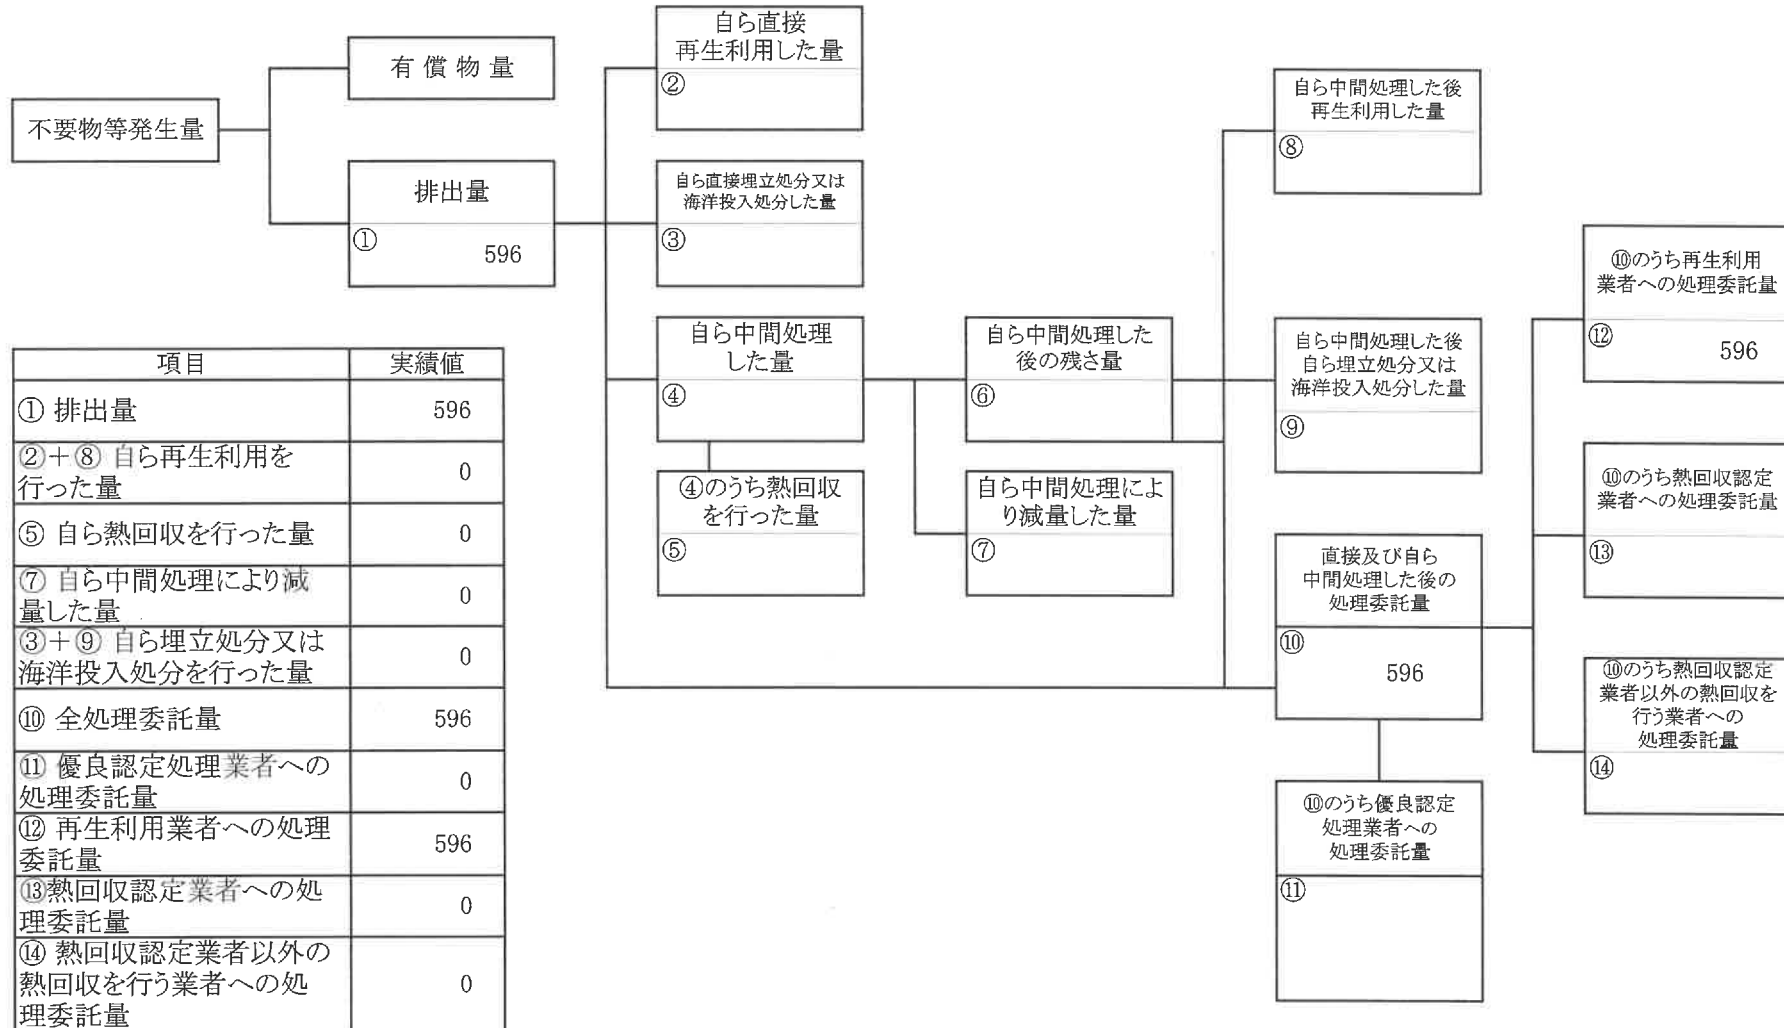 不要物等発生量
有償物量
排出量
①
596
自ら直接
再生利用した量
②
自ら直接埋立処分又は
海洋投入処分した量
③
自ら中間処理
した量
④
④のうち熱回収
を行った量
⑤
自ら中間処理した
後の残さ量
⑥
自ら中間処理によ
り減量した量
⑦
自ら中間処理した後
再生利用した量
⑧
自ら中間処理した後
自ら埋立処分又は
海洋投入処分した量
⑨
直接及び自ら
中間処理した後の
処理委託量
⑩
596
⑩のうち優良認定
処理業者への
処理委託量
⑪
⑩のうち再生利用
業者への処理委託量
⑫
596
⑩のうち熱回収認定
業者への処理委託量
⑬
⑩のうち熱回収認定
業者以外の熱回収を
行う業者への
処理委託量
⑭
項目 実績値
① 排出量 596
②+⑧ 自ら再生利用を
行った量 0
⑤ 自ら熱回収を行った量 0
⑦ 自ら中間処理により減
量した量 0
③+⑨ 自ら埋立処分又は
海洋投入処分を行った量 0
⑩ 全処理委託量 596
⑪ 優良認定処理業者への
処理委託量 0
⑫ 再生利用業者への処理
委託量 596
⑬熱回収認定業者への処
理委託量 0
⑭ 熱回収認定業者以外の
熱回収を行う業者への処
理委託量 0